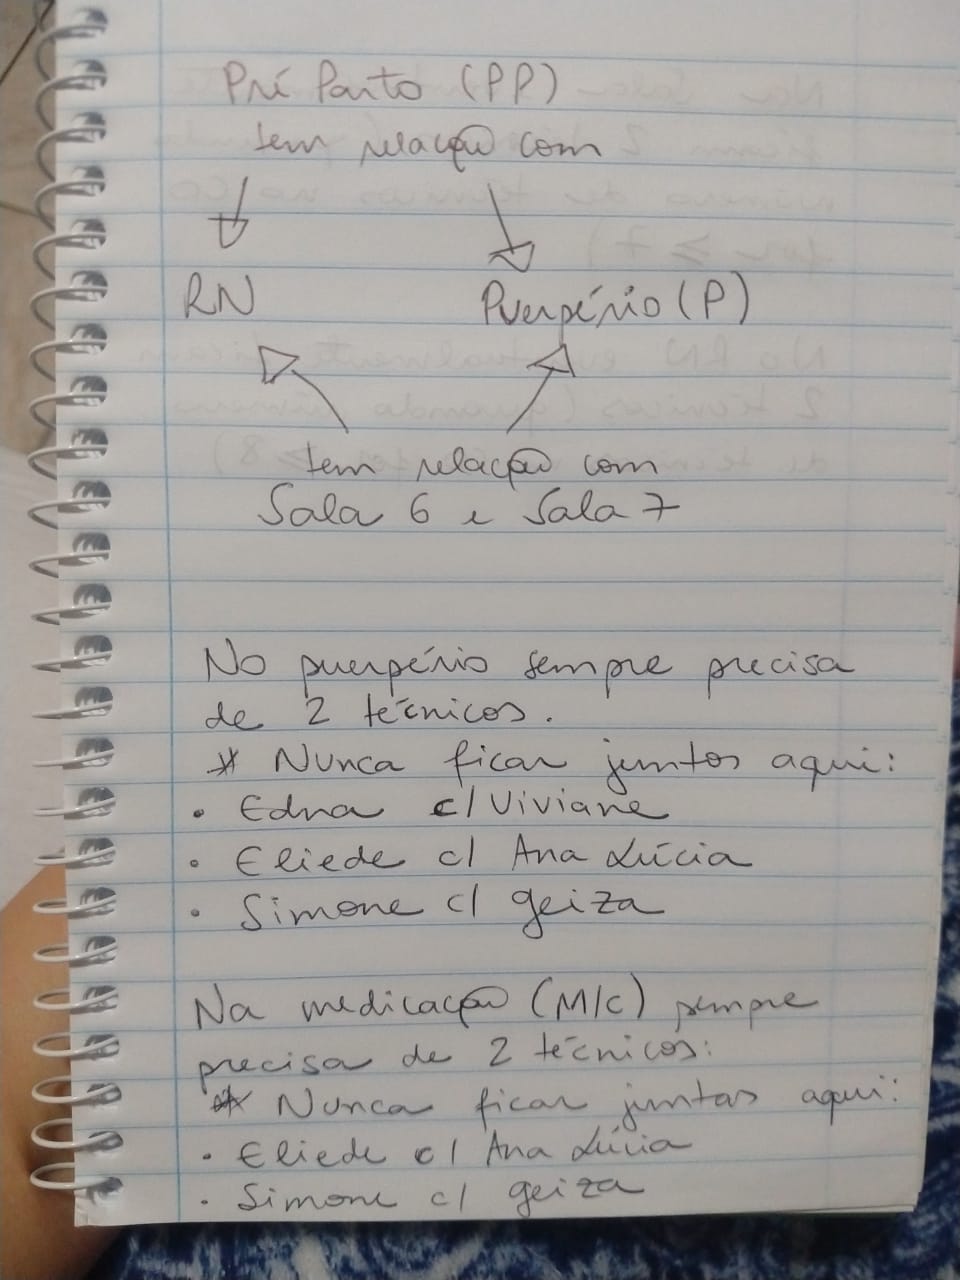 Pré Parto (PP)
tem relação com
RN
Puerpério (P)
tem relação com
Sala 6 e Sala 7
No puerpério sempre precisa
de 2 técnicos.
* Nunca ficar juntos aqui:
• Edna c/ Viviane
• Eliede c/ Ana Lúcia
• Simone c/ geiza
Na medicação (M/c) sempre
precisa de 2 técnicos:
* Nunca ficar juntas aqui:
• Eliede c/ Ana Lúcia
• Simone c/ geiza